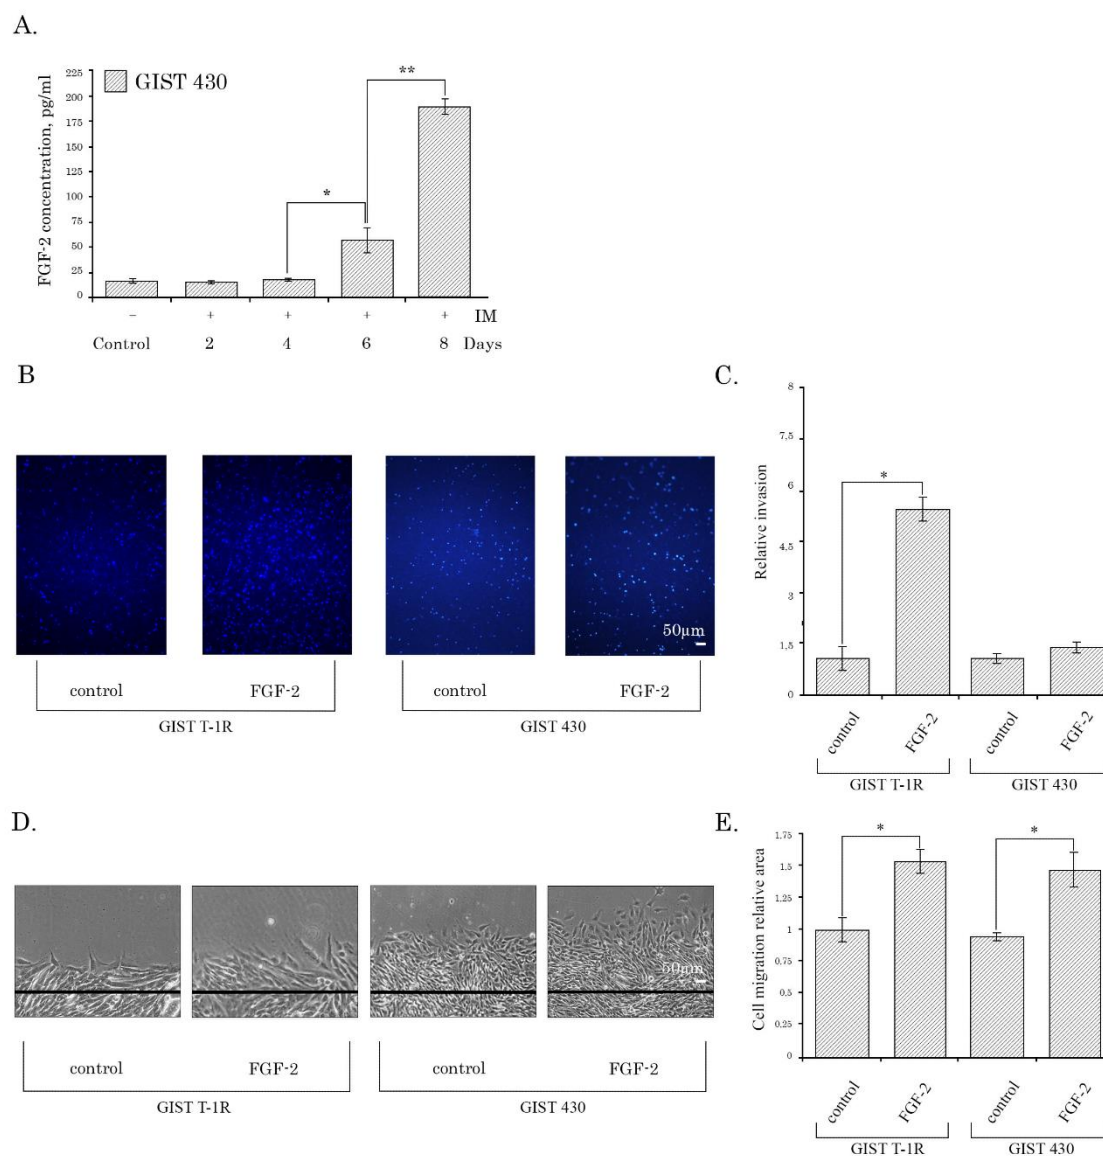 A.
FGF-2 concentration, pg/ml
225
200
175
150
125
100
75
50
25
0
GIST 430
*
**
– + + + + IM
Control 2 4 6 8 Days
B
50µm
control FGF-2 control FGF-2
GIST T-1R GIST 430
C.
Relative invasion
8
7,5
6
4,5
3
1,5
0
*
control FGF-2 control FGF-2
GIST T-1R GIST 430
D.
50µm
control FGF-2 control FGF-2
GIST T-1R GIST 430
E.
Cell migration relative area
1.75
1.5
1
0.75
0,25
0
* *
control FGF-2 control FGF-2
GIST T-1R GIST 430